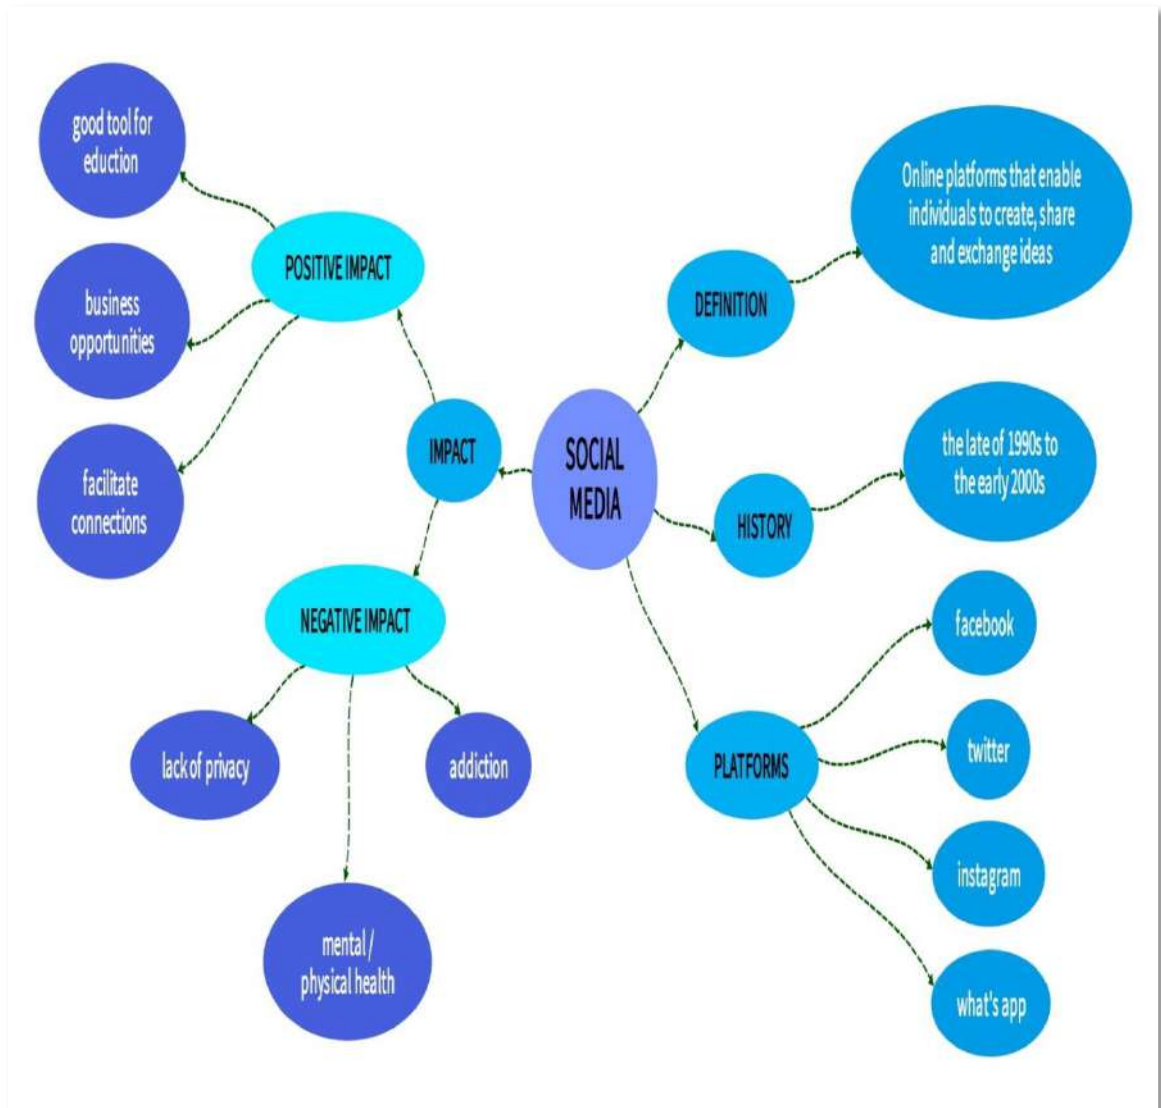 good tool for
eduction
POSITIVE IMPACT
business
opportunities
facilitate
connections
IMPACT
NEGATIVE IMPACT
lack of privacy
addiction
mental /
physical health
SOCIAL
MEDIA
DEFINITION
Online platforms that enable
individuals to create, share
and exchange ideas
HISTORY
the late of 1990s to
the early 2000s
PLATFORMS
facebook
twitter
instagram
what's app